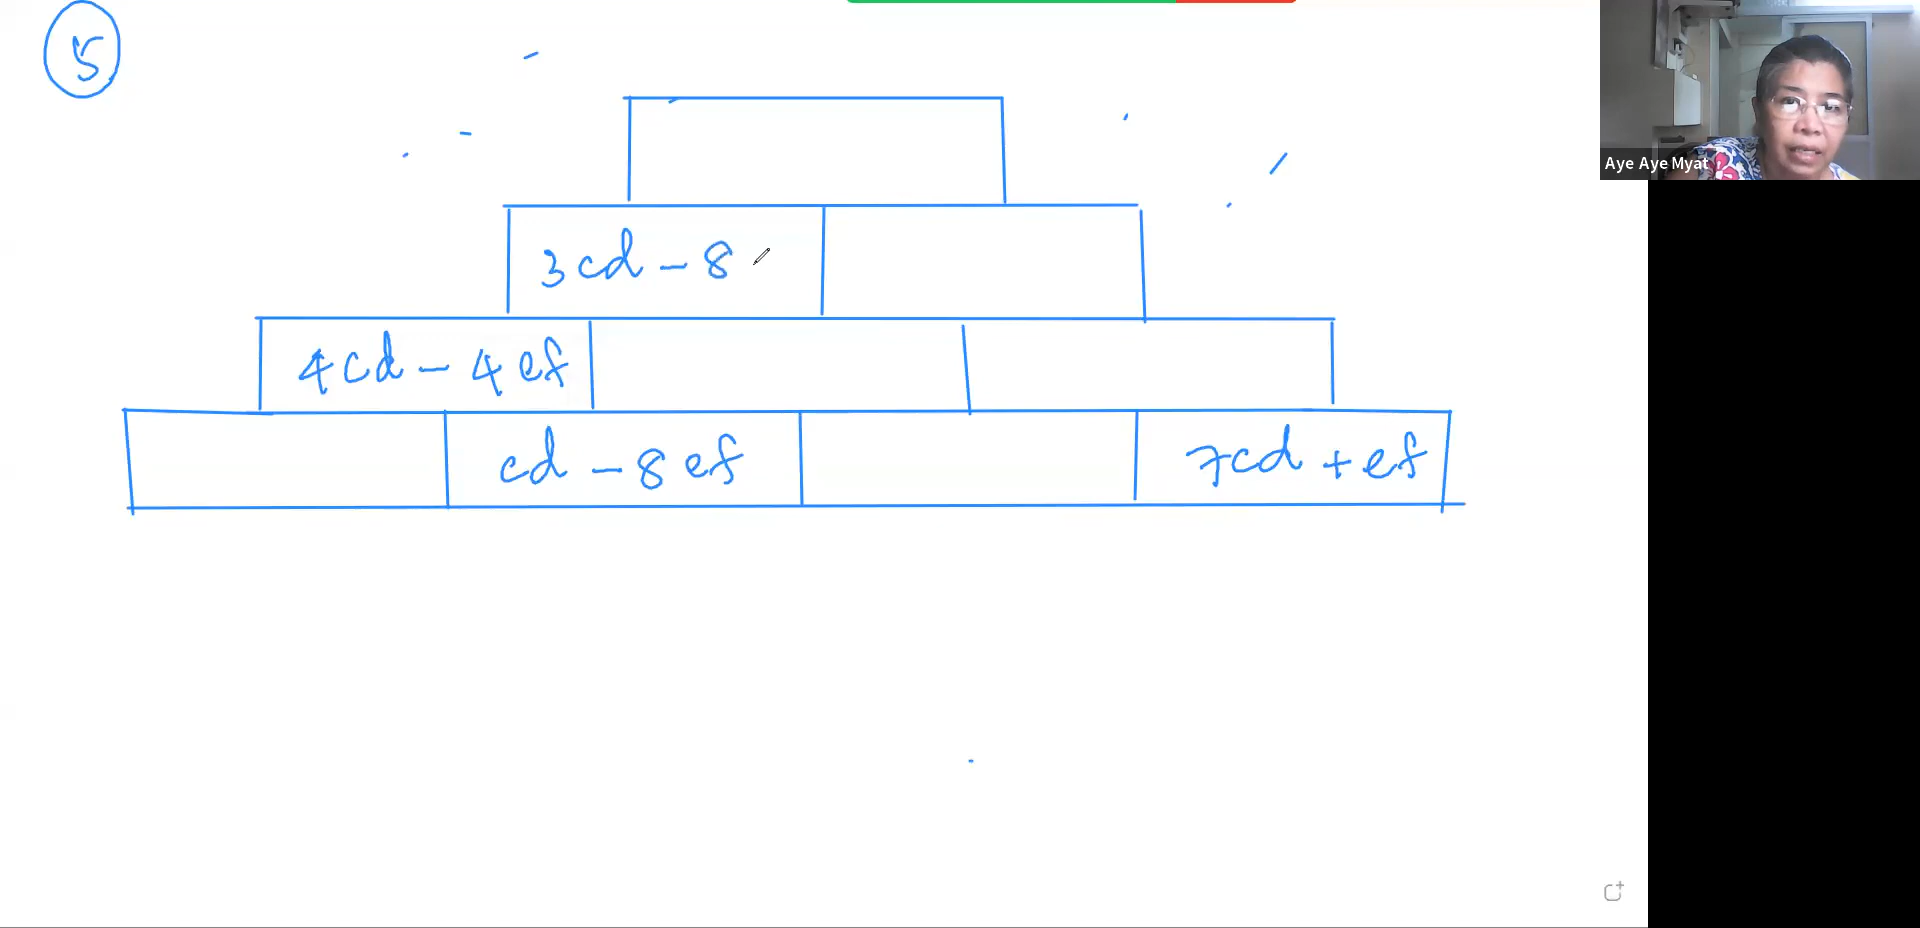 5
3cd - 8
4cd - 4ef
cd - 8ef
7cd + ef
Aye Aye Myat